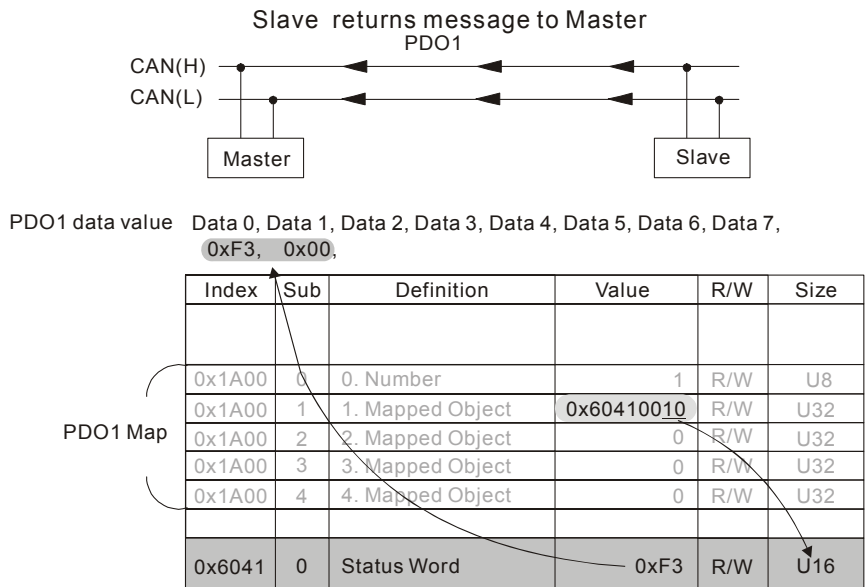 Slave returns message to Master
PDO1
CAN(H)
CAN(L)
Master
Slave
PDO1 data value Data 0, Data 1, Data 2, Data 3, Data 4, Data 5, Data 6, Data 7,
0xF3, 0x00,
Index Sub Definition Value R/W Size
0x1A00 0 0. Number 1 R/W U8
0x1A00 1 1. Mapped Object 0x60410010 R/W U32
PDO1 Map
0x1A00 2 2. Mapped Object 0 R/W U32
0x1A00 3 3. Mapped Object 0 R/W U32
0x1A00 4 4. Mapped Object 0 R/W U32
0x6041 0 Status Word 0xF3 R/W U16